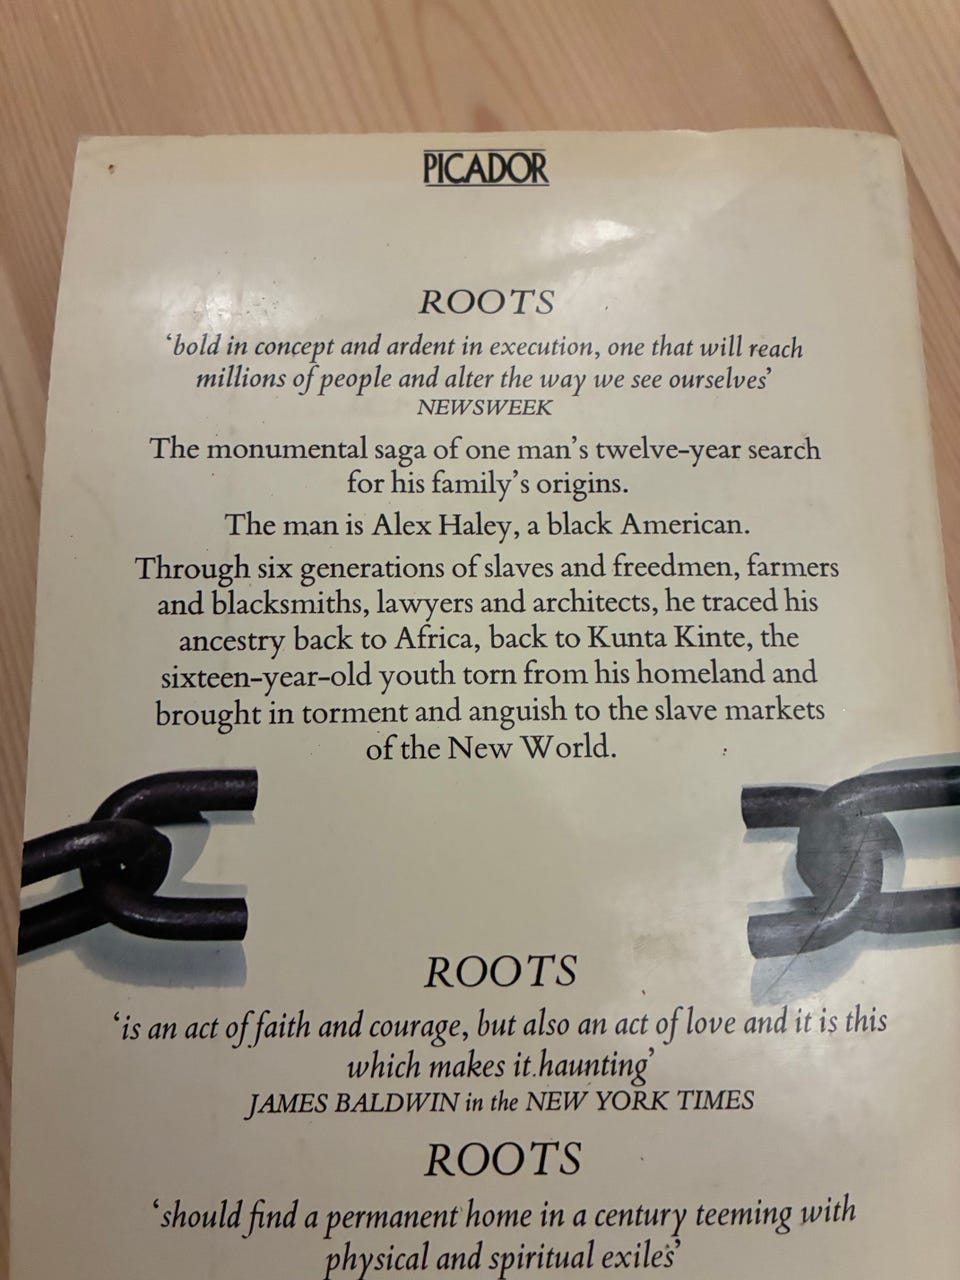 PICADOR
ROOTS
‘bold in concept and ardent in execution, one that will reach
millions of people and alter the way we see ourselves’
NEWSWEEK
The monumental saga of one man’s twelve-year search
for his family’s origins.
The man is Alex Haley, a black American.
Through six generations of slaves and freedmen, farmers
and blacksmiths, lawyers and architects, he traced his
ancestry back to Africa, back to Kunta Kinte, the
sixteen-year-old youth torn from his homeland and
brought in torment and anguish to the slave markets
of the New World.
ROOTS
‘is an act of faith and courage, but also an act of love and it is this
which makes it haunting’
JAMES BALDWIN in the NEW YORK TIMES
ROOTS
‘should find a permanent home in a century teeming with
physical and spiritual exiles’